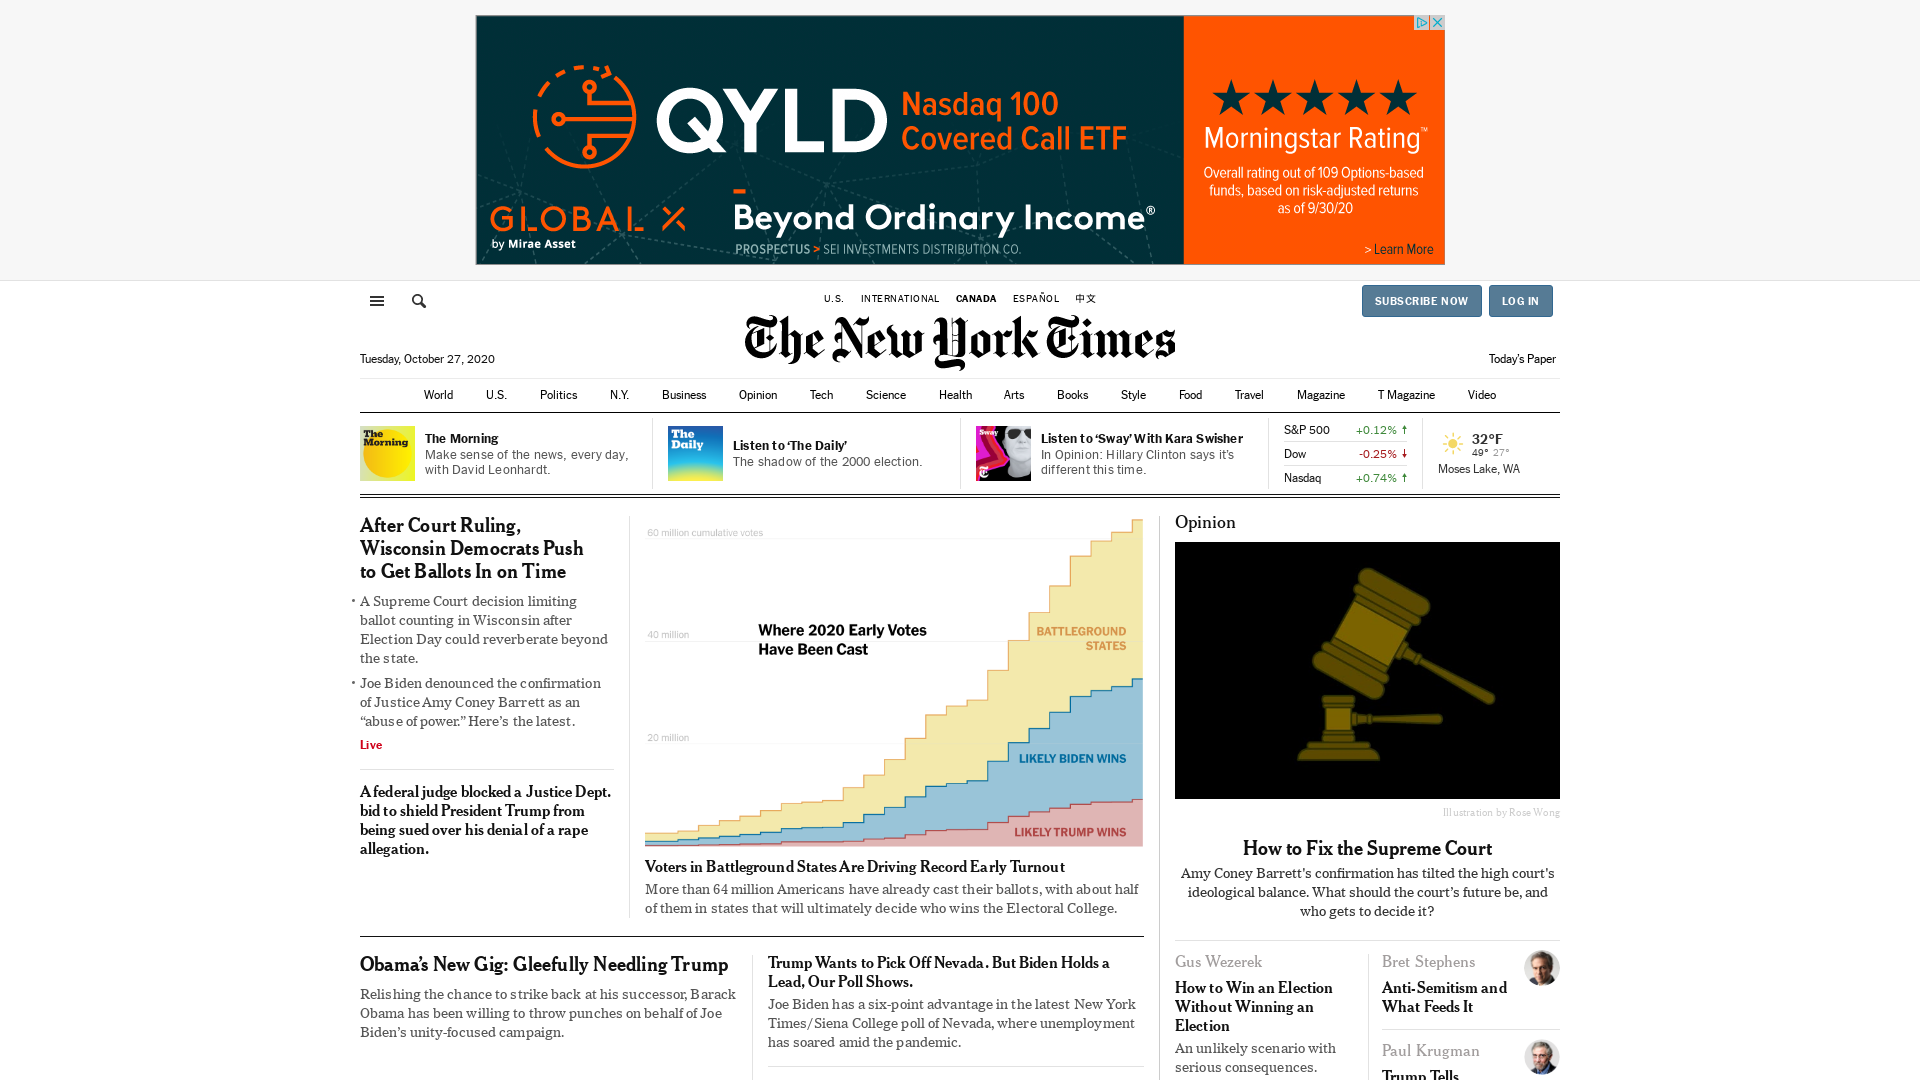 QYLD
Nasdaq 100
Covered Call ETF
GLOBAL X
by Mirae Asset
Beyond Ordinary Income®
PROSPECTUS > SEI INVESTMENTS DISTRIBUTION CO.
Morningstar Rating™
Overall rating out of 109 Options-based
funds, based on risk-adjusted returns
as of 9/30/20
> Learn More
U.S. INTERNATIONAL CANADA ESPAÑOL 中文
SUBSCRIBE NOW LOG IN
The New York Times
Tuesday, October 27, 2020
Today's Paper
World U.S. Politics N.Y. Business Opinion Tech Science Health Arts Books Style Food Travel Magazine T Magazine Video
The Morning
The Morning
Make sense of the news, every day,
with David Leonhardt.
The Daily
Listen to ‘The Daily’
The shadow of the 2000 election.
Sway
Listen to ‘Sway’ With Kara Swisher
In Opinion: Hillary Clinton says it’s
different this time.
S&P 500 +0.12% ↑
Dow -0.25% ↓
Nasdaq +0.74% ↑
32°F
49° 27°
Moses Lake, WA
After Court Ruling,
Wisconsin Democrats Push
to Get Ballots In on Time
• A Supreme Court decision limiting
ballot counting in Wisconsin after
Election Day could reverberate beyond
the state.
• Joe Biden denounced the confirmation
of Justice Amy Coney Barrett as an
“abuse of power.” Here’s the latest.
Live
A federal judge blocked a Justice Dept.
bid to shield President Trump from
being sued over his denial of a rape
allegation.
60 million cumulative votes
40 million
20 million
Where 2020 Early Votes
Have Been Cast
BATTLEGROUND
STATES
LIKELY BIDEN WINS
LIKELY TRUMP WINS
Voters in Battleground States Are Driving Record Early Turnout
More than 64 million Americans have already cast their ballots, with about half
of them in states that will ultimately decide who wins the Electoral College.
Obama’s New Gig: Gleefully Needling Trump
Relishing the chance to strike back at his successor, Barack
Obama has been willing to throw punches on behalf of Joe
Biden’s unity-focused campaign.
Trump Wants to Pick Off Nevada. But Biden Holds a
Lead, Our Poll Shows.
Joe Biden has a six-point advantage in the latest New York
Times/Siena College poll of Nevada, where unemployment
has soared amid the pandemic.
Opinion
Illustration by Rose Wong
How to Fix the Supreme Court
Amy Coney Barrett's confirmation has tilted the high court's
ideological balance. What should the court’s future be, and
who gets to decide it?
Gus Wezerek
How to Win an Election
Without Winning an
Election
An unlikely scenario with
serious consequences.
Bret Stephens
Anti-Semitism and
What Feeds It
Paul Krugman
Trump Tells